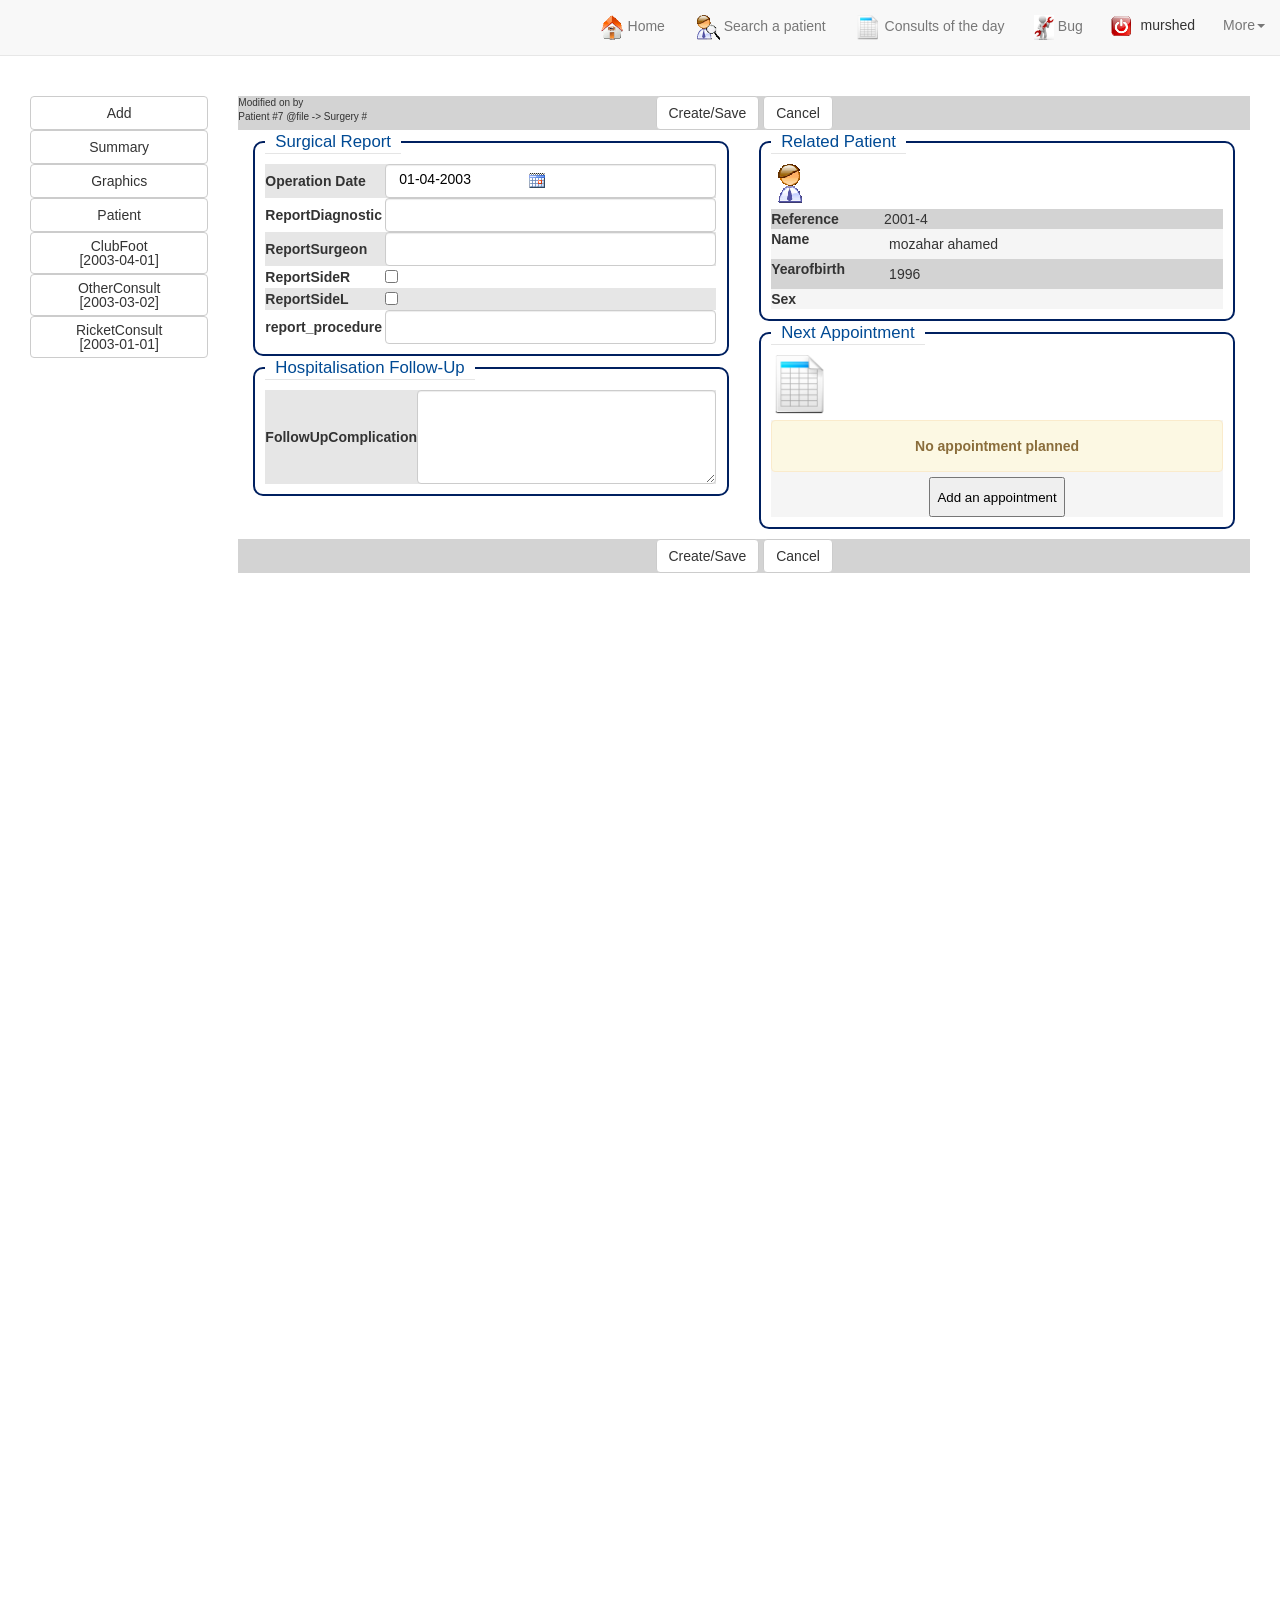 Home
Search a patient
Consults of the day
Bug
murshed
More
Add
Summary
Graphics
Patient
ClubFoot
[2003-04-01]
OtherConsult
[2003-03-02]
RicketConsult
[2003-01-01]
Modified on by
Patient #7 @file -> Surgery #
Create/Save
Cancel
Surgical Report
Operation Date 01-04-2003
ReportDiagnostic
ReportSurgeon
ReportSideR
ReportSideL
report_procedure
Hospitalisation Follow-Up
FollowUpComplication
Related Patient
Reference 2001-4
Name mozahar ahamed
Yearofbirth 1996
Sex
Next Appointment
No appointment planned
Add an appointment
Create/Save
Cancel